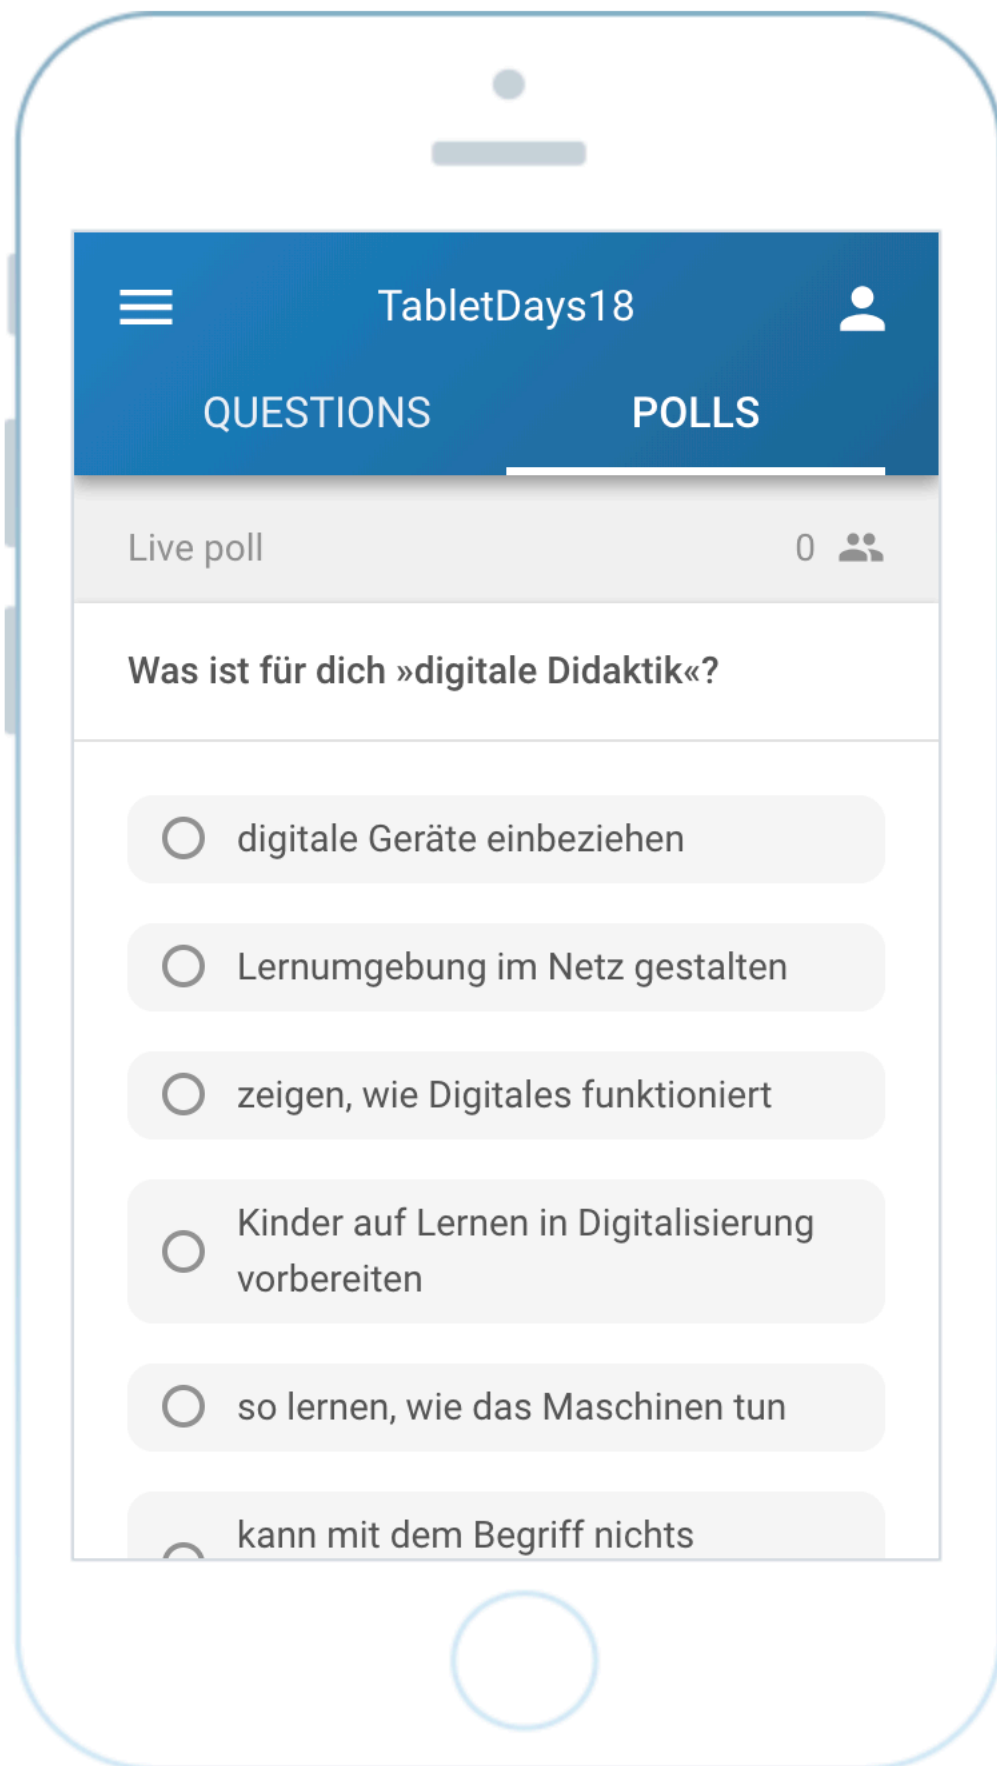 TabletDays18
QUESTIONS POLLS
Live poll 0
Was ist für dich »digitale Didaktik«?
digitale Geräte einbeziehen
Lernumgebung im Netz gestalten
zeigen, wie Digitales funktioniert
Kinder auf Lernen in Digitalisierung
vorbereiten
so lernen, wie das Maschinen tun
kann mit dem Begriff nichts